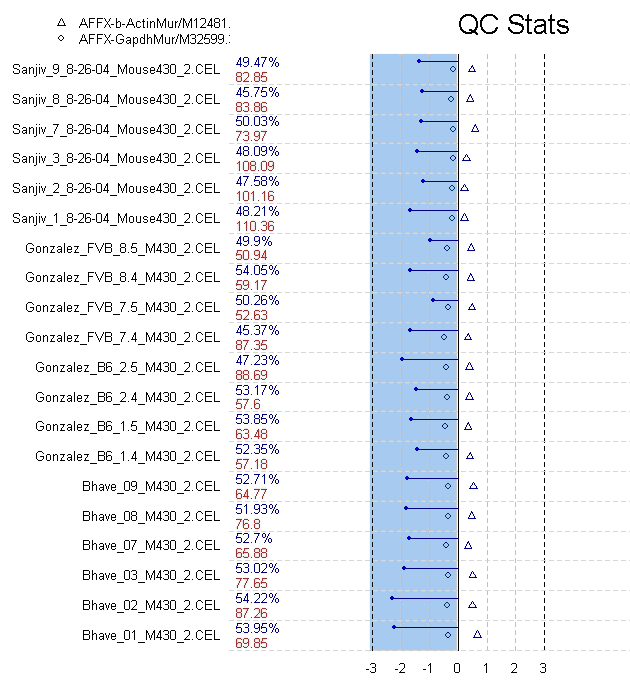 QC Stats
△ AFFX-b-ActinMur/M12481.
○ AFFX-GapdhMur/M32599.
Sanjiv_9_8-26-04_Mouse430_2.CEL 49.47%
82.85
Sanjiv_8_8-26-04_Mouse430_2.CEL 45.75%
83.86
Sanjiv_7_8-26-04_Mouse430_2.CEL 50.03%
73.97
Sanjiv_3_8-26-04_Mouse430_2.CEL 48.09%
108.09
Sanjiv_2_8-26-04_Mouse430_2.CEL 47.58%
101.16
Sanjiv_1_8-26-04_Mouse430_2.CEL 48.21%
110.36
Gonzalez_FVB_8.5_M430_2.CEL 49.9%
50.94
Gonzalez_FVB_8.4_M430_2.CEL 54.05%
59.17
Gonzalez_FVB_7.5_M430_2.CEL 50.26%
52.63
Gonzalez_FVB_7.4_M430_2.CEL 45.37%
87.35
Gonzalez_B6_2.5_M430_2.CEL 47.23%
88.69
Gonzalez_B6_2.4_M430_2.CEL 53.17%
57.6
Gonzalez_B6_1.5_M430_2.CEL 53.85%
63.48
Gonzalez_B6_1.4_M430_2.CEL 52.35%
57.18
Bhave_09_M430_2.CEL 52.71%
64.77
Bhave_08_M430_2.CEL 51.93%
76.8
Bhave_07_M430_2.CEL 52.7%
65.88
Bhave_03_M430_2.CEL 53.02%
77.65
Bhave_02_M430_2.CEL 54.22%
87.26
Bhave_01_M430_2.CEL 53.95%
69.85
-3 -2 -1 0 1 2 3